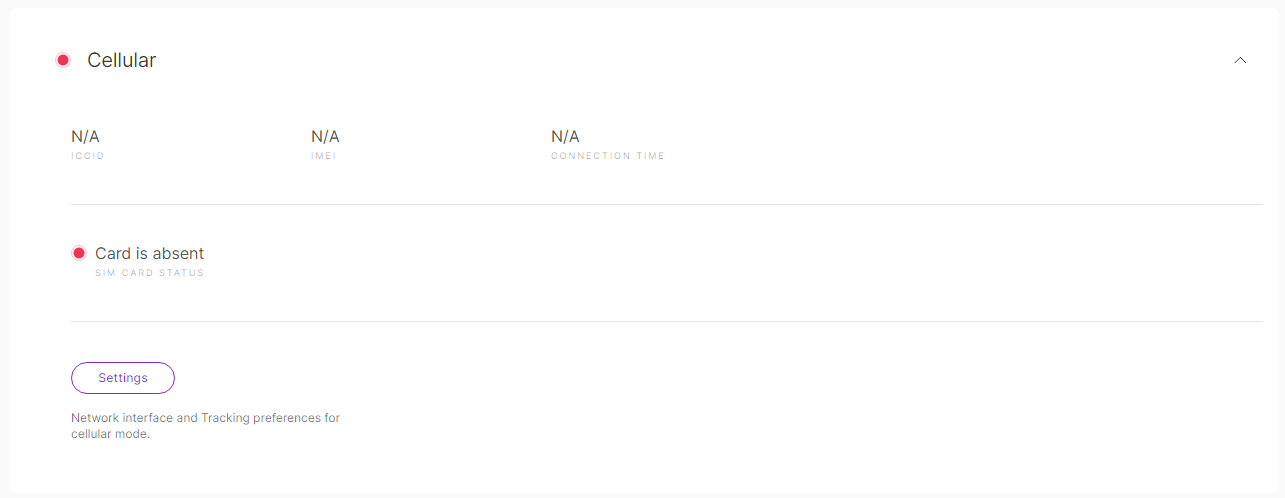 Cellular
N/A
ICCID
N/A
IMEI
N/A
CONNECTION TIME
Card is absent
SIM CARD STATUS
Settings
Network interface and Tracking preferences for
cellular mode.